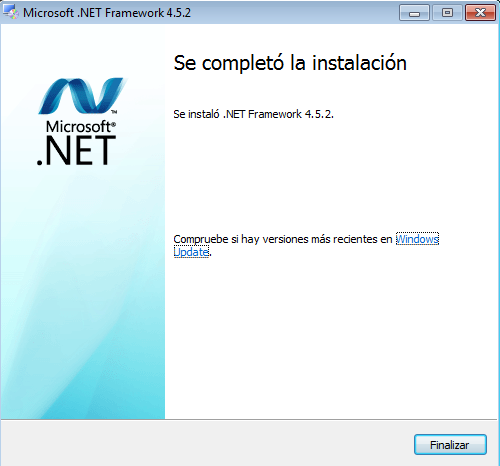 Microsoft .NET Framework 4.5.2
Se completó la instalación
Microsoft®
.NET™
Se instaló .NET Framework 4.5.2.
Compruebe si hay versiones más recientes en Windows
Update.
Finalizar